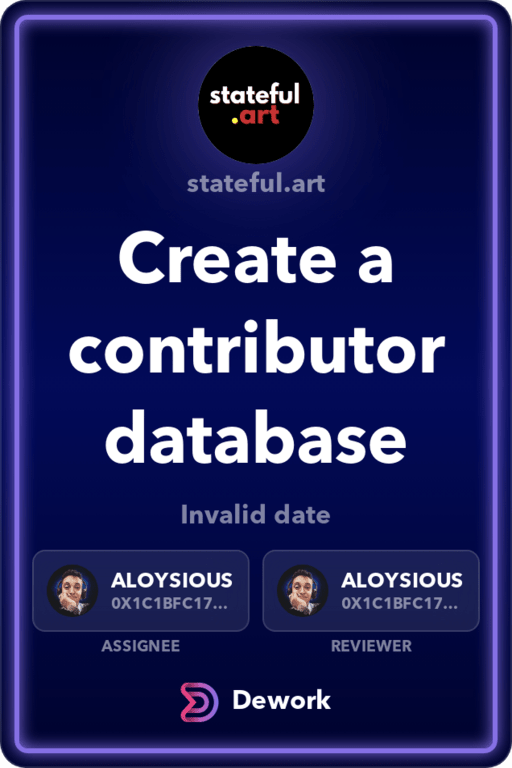 stateful
.art
stateful.art
Create a
contributor
database
Invalid date
ALOYSIOUS
0X1C1BFC17...
ALOYSIOUS
0X1C1BFC17...
ASSIGNEE
REVIEWER
Dework